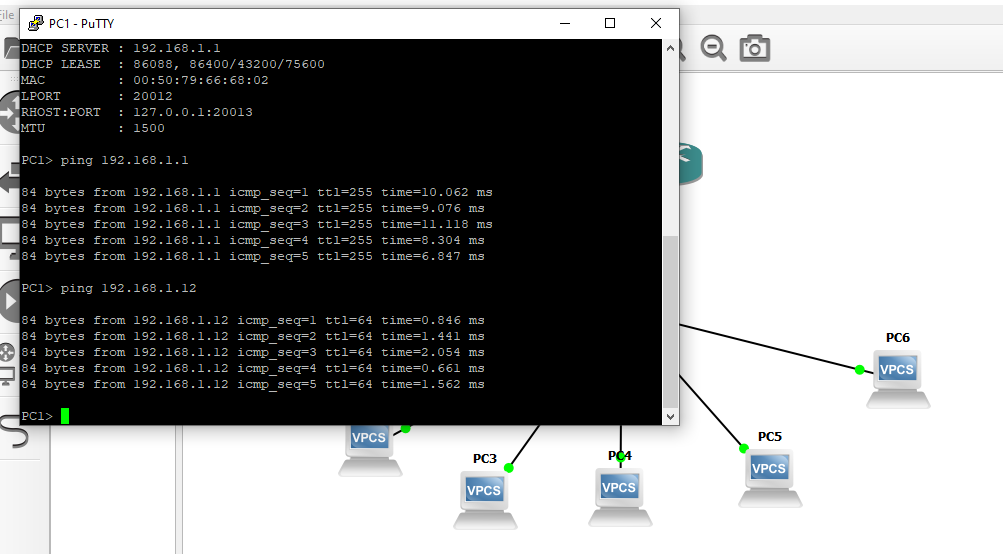 File
PC1 - PuTTY
DHCP SERVER : 192.168.1.1
DHCP LEASE  : 86088, 86400/43200/75600
MAC         : 00:50:79:66:68:02
LPORT       : 20012
RHOST:PORT  : 127.0.0.1:20013
MTU         : 1500
PC1> ping 192.168.1.1
84 bytes from 192.168.1.1 icmp_seq=1 ttl=255 time=10.062 ms
84 bytes from 192.168.1.1 icmp_seq=2 ttl=255 time=9.076 ms
84 bytes from 192.168.1.1 icmp_seq=3 ttl=255 time=11.118 ms
84 bytes from 192.168.1.1 icmp_seq=4 ttl=255 time=8.304 ms
84 bytes from 192.168.1.1 icmp_seq=5 ttl=255 time=6.847 ms
PC1> ping 192.168.1.12
84 bytes from 192.168.1.12 icmp_seq=1 ttl=64 time=0.846 ms
84 bytes from 192.168.1.12 icmp_seq=2 ttl=64 time=1.441 ms
84 bytes from 192.168.1.12 icmp_seq=3 ttl=64 time=2.054 ms
84 bytes from 192.168.1.12 icmp_seq=4 ttl=64 time=0.661 ms
84 bytes from 192.168.1.12 icmp_seq=5 ttl=64 time=1.562 ms
PC1>
PC6
VPCS
VPCS
PC3
VPCS
PC4
VPCS
PC5
VPCS